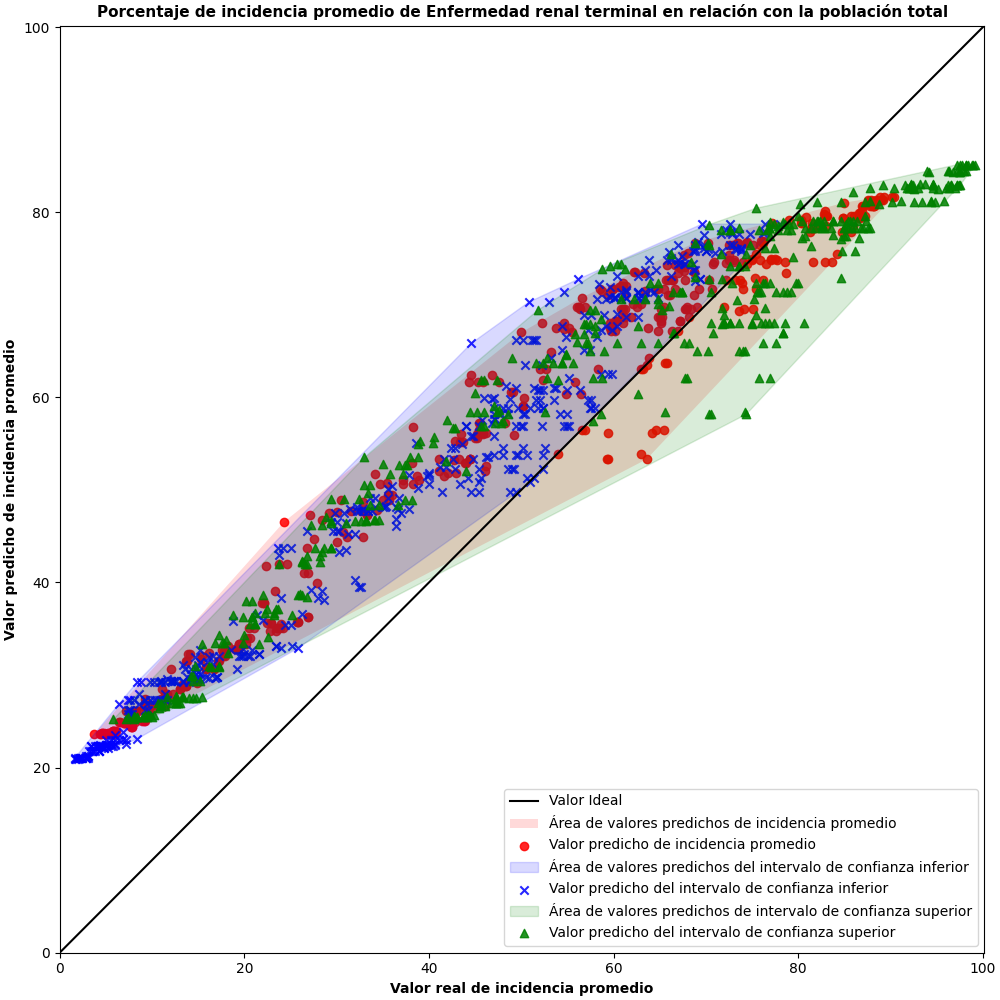 Porcentaje de incidencia promedio de Enfermedad renal terminal en relación con la población total
100
80
60
40
20
0
Valor predicho de incidencia promedio
0 20 40 60 80 100
Valor real de incidencia promedio
Valor Ideal
Área de valores predichos de incidencia promedio
Valor predicho de incidencia promedio
Área de valores predichos del intervalo de confianza inferior
Valor predicho del intervalo de confianza inferior
Área de valores predichos de intervalo de confianza superior
Valor predicho del intervalo de confianza superior